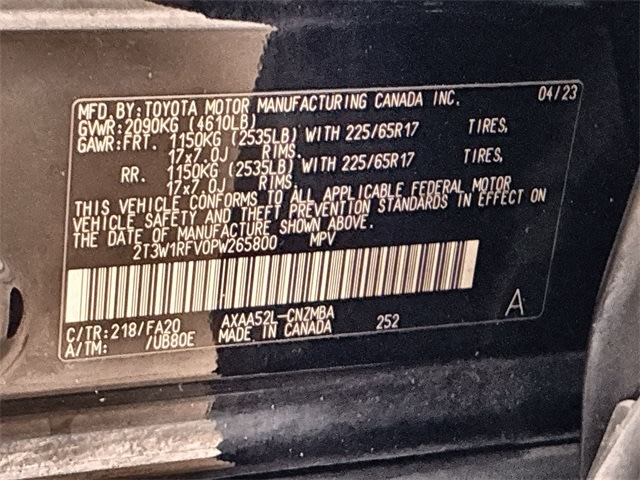 MFD. BY: TOYOTA MOTOR MANUFACTURING CANADA INC. 04/23
GVWR: 2090KG (4610LB)
GAWR: FRT. 1150KG (2535LB) WITH 225/65R17 TIRES,
17x7.0J RIMS.
RR. 1150KG (2535LB) WITH 225/65R17 TIRES,
17x7.0J RIMS.
THIS VEHICLE CONFORMS TO ALL APPLICABLE FEDERAL MOTOR
VEHICLE SAFETY AND THEFT PREVENTION STANDARDS IN EFFECT ON
THE DATE OF MANUFACTURE SHOWN ABOVE.
2T3W1RFV0PW265800 MPV
C/TR: 218/FA20 AXAA52L-CNZMBA 252 A
A/TM: /UB80E MADE IN CANADA